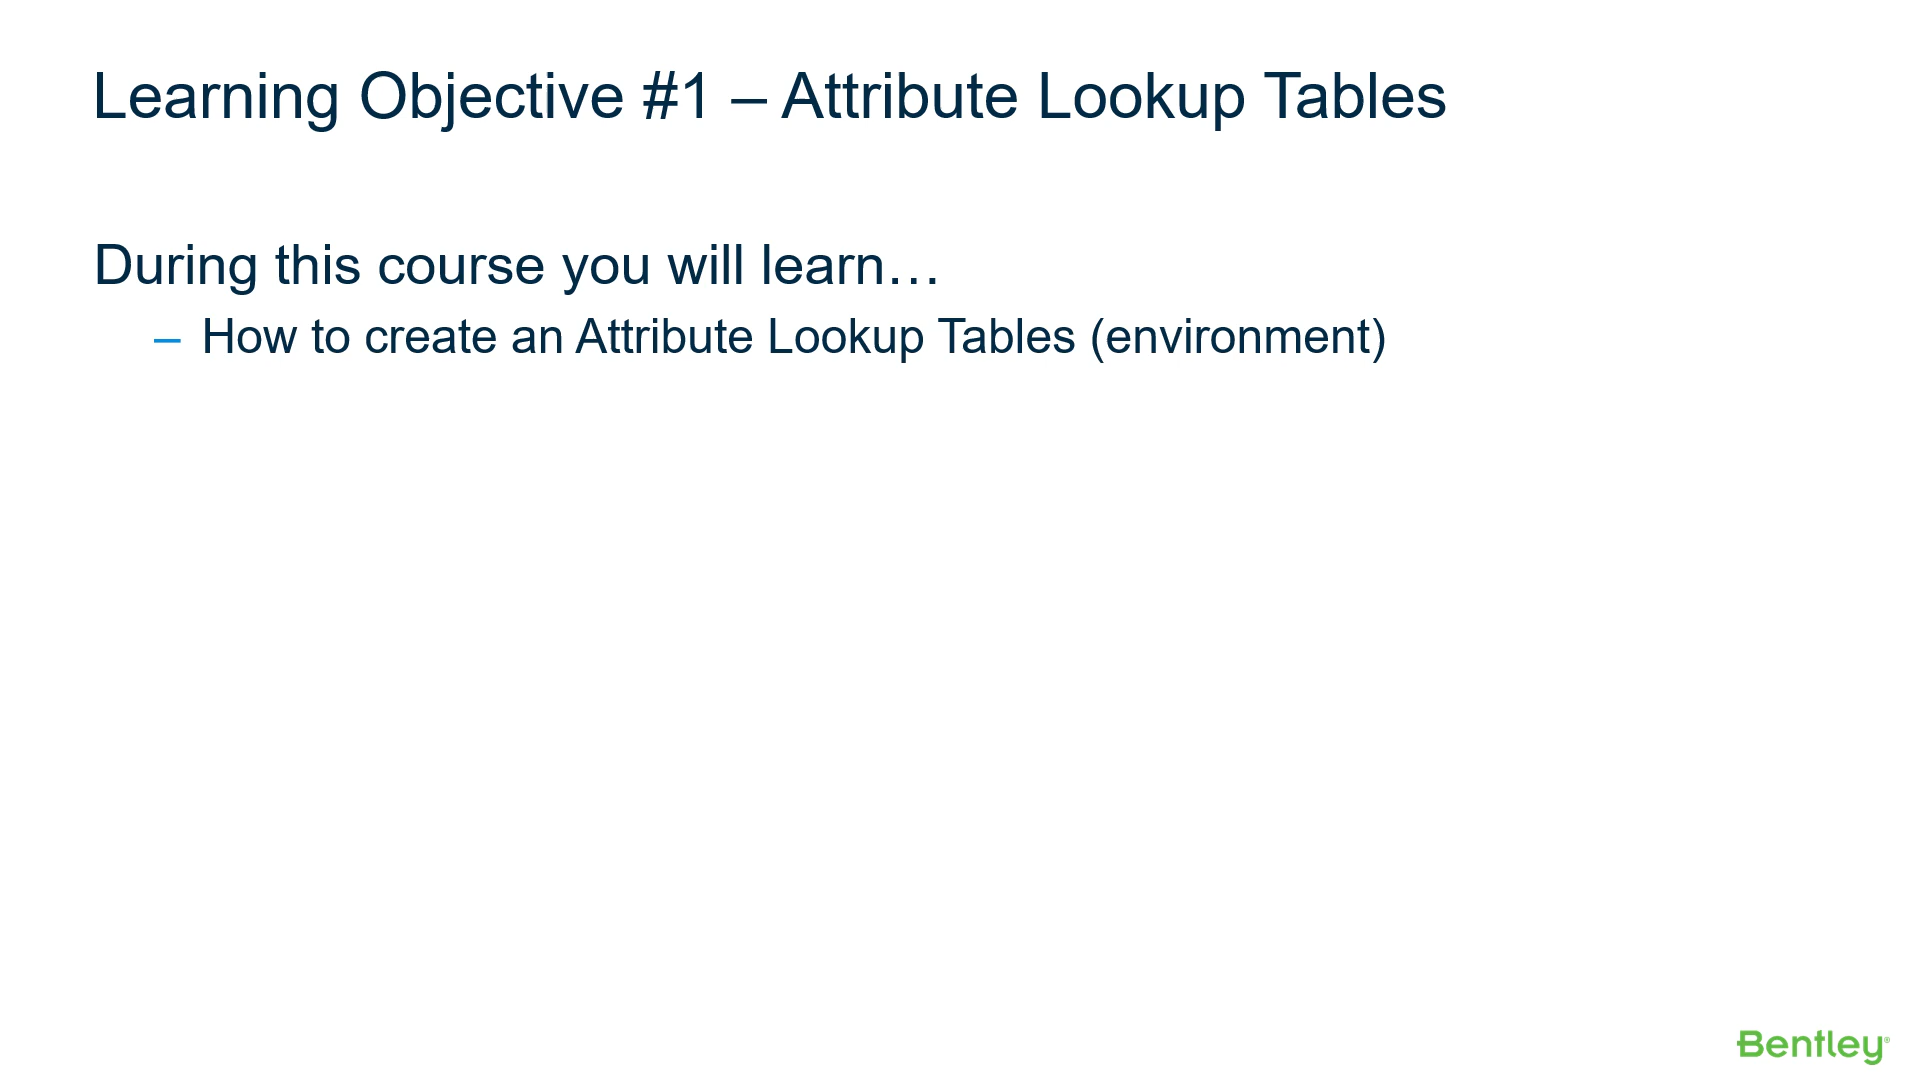 Learning Objective #1 – Attribute Lookup Tables
During this course you will learn…
– How to create an Attribute Lookup Tables (environment)
Bentley®